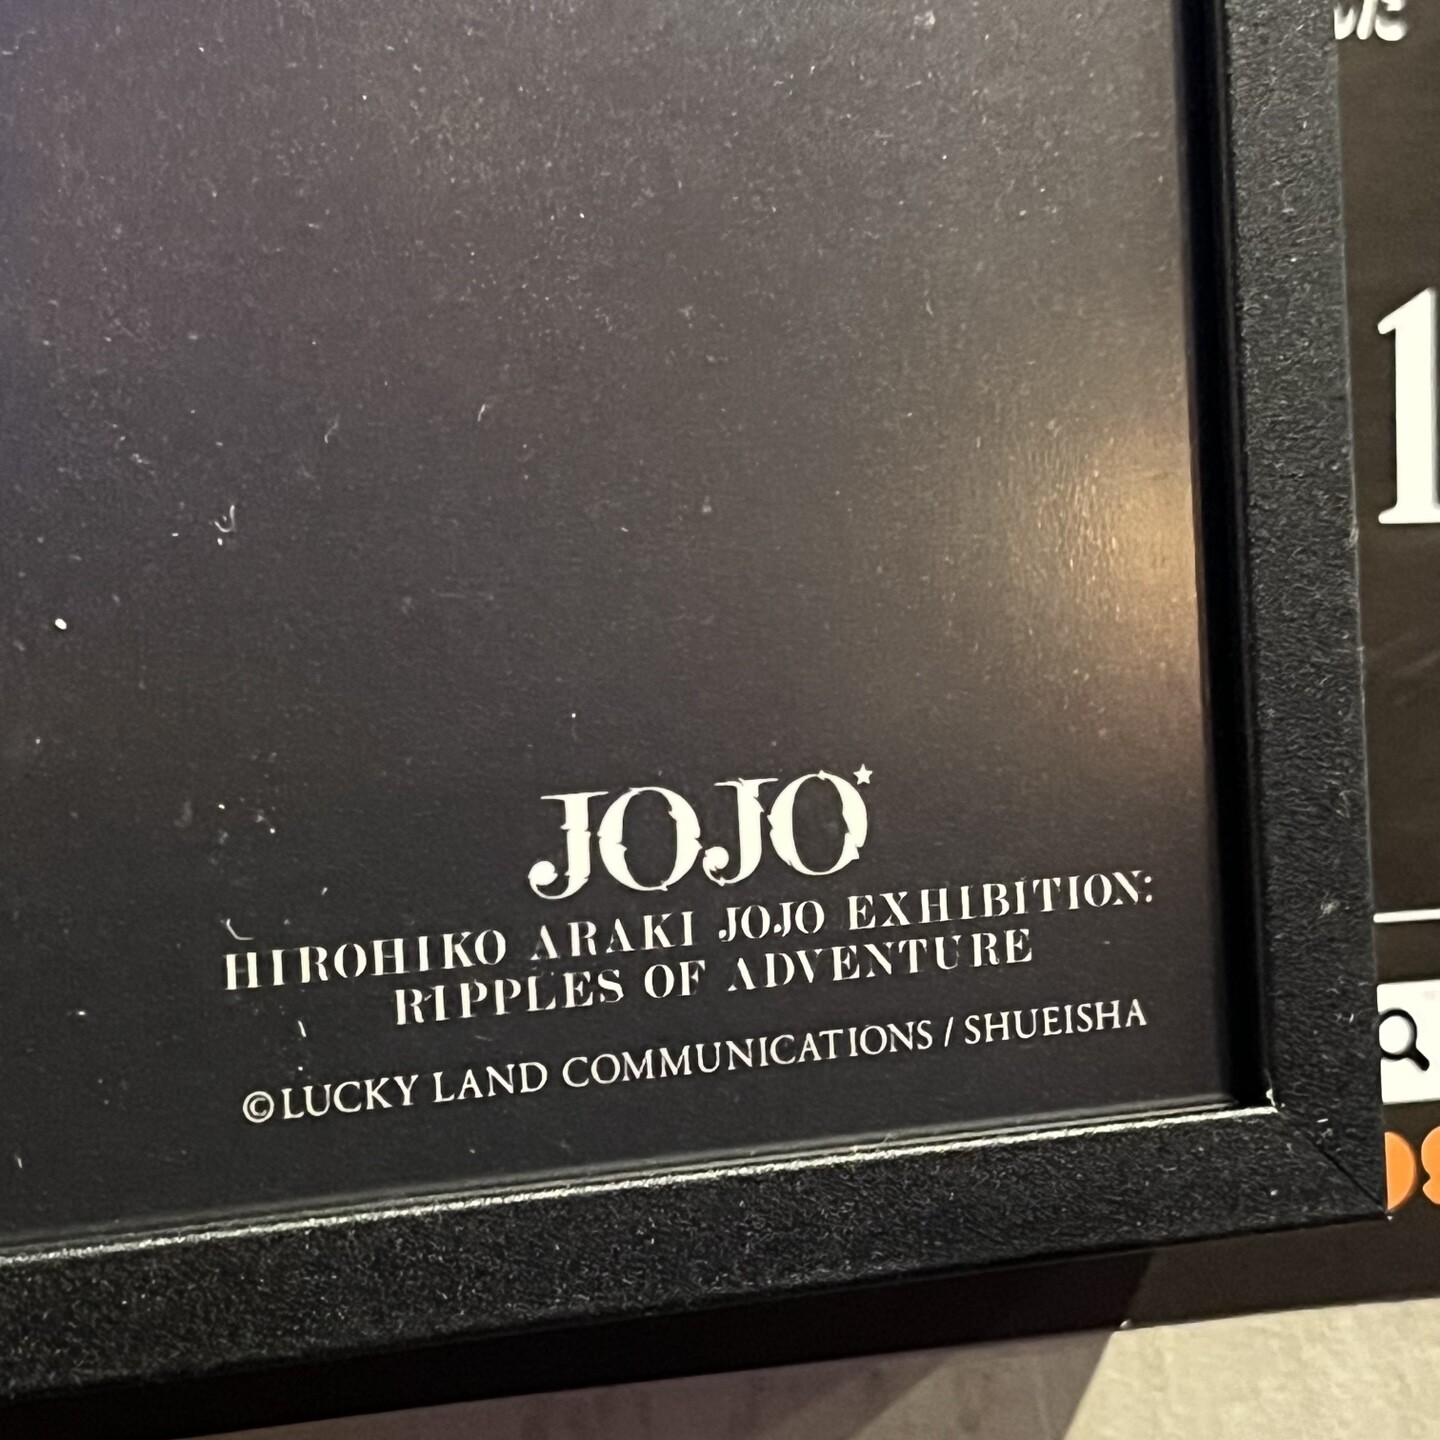 JOJO
HIROHIKO ARAKI JOJO EXHIBITION:
RIPPLES OF ADVENTURE
©LUCKY LAND COMMUNICATIONS / SHUEISHA